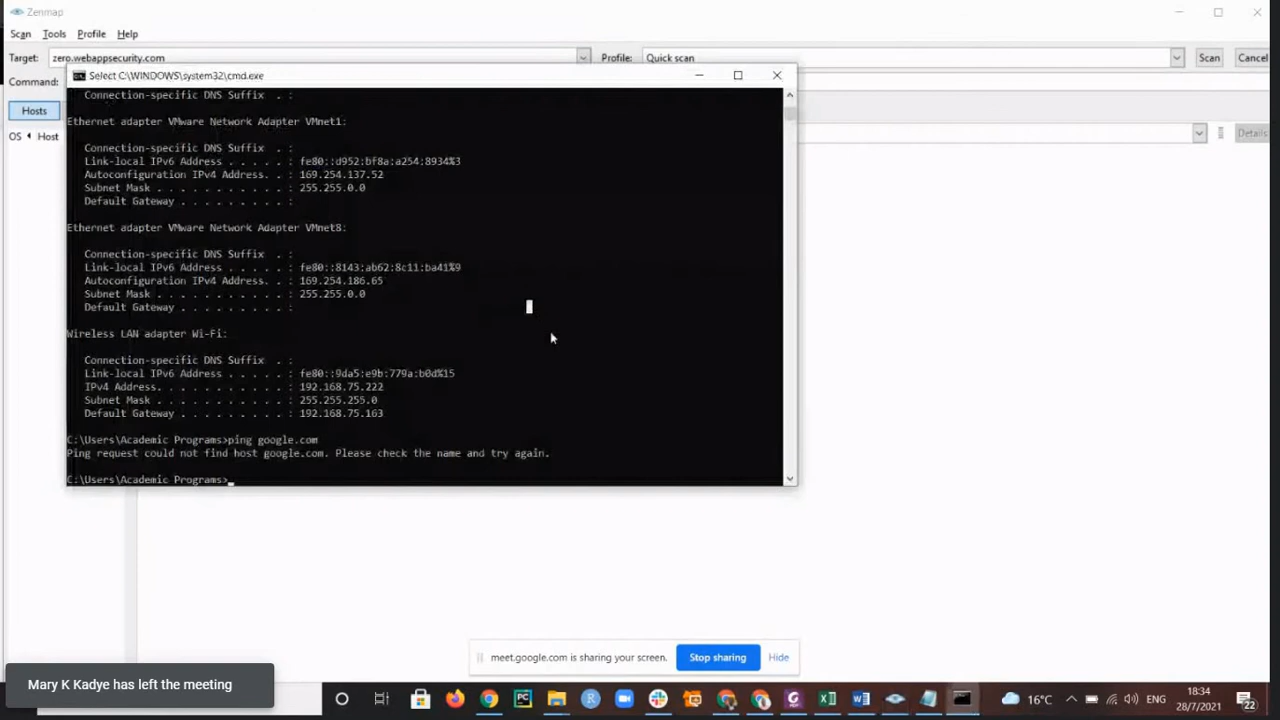 Zenmap
Scan Tools Profile Help
Target: zero.webappsecurity.com Profile: Quick scan Scan Cancel
Command:
Select C:\WINDOWS\system32\cmd.exe
Hosts
OS Host
Details
Connection-specific DNS Suffix . :
Ethernet adapter VMware Network Adapter VMnet1:
Connection-specific DNS Suffix . :
Link-local IPv6 Address . . . . . : fe80::d952:bf8a:a254:8934%3
Autoconfiguration IPv4 Address. . : 169.254.137.52
Subnet Mask . . . . . . . . . . . : 255.255.0.0
Default Gateway . . . . . . . . . :
Ethernet adapter VMware Network Adapter VMnet8:
Connection-specific DNS Suffix . :
Link-local IPv6 Address . . . . . : fe80::8143:ab62:8c11:ba41%9
Autoconfiguration IPv4 Address. . : 169.254.186.65
Subnet Mask . . . . . . . . . . . : 255.255.0.0
Default Gateway . . . . . . . . . :
Wireless LAN adapter Wi-Fi:
Connection-specific DNS Suffix . :
Link-local IPv6 Address . . . . . : fe80::9da5:e9b:779a:b0d%15
IPv4 Address. . . . . . . . . . . : 192.168.75.222
Subnet Mask . . . . . . . . . . . : 255.255.255.0
Default Gateway . . . . . . . . . : 192.168.75.163
C:\Users\Academic Programs>ping google.com
Ping request could not find host google.com. Please check the name and try again.
C:\Users\Academic Programs>
meet.google.com is sharing your screen. Stop sharing Hide
Mary K Kadye has left the meeting
16°C ENG 18:34
28/7/2021 22